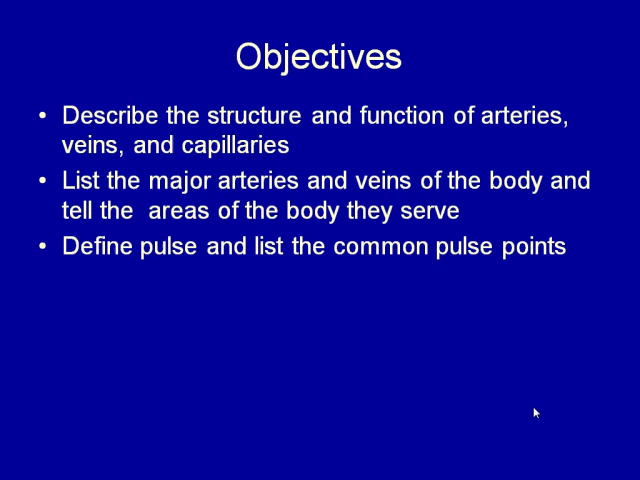 Objectives
• Describe the structure and function of arteries,
veins, and capillaries
• List the major arteries and veins of the body and
tell the  areas of the body they serve
• Define pulse and list the common pulse points